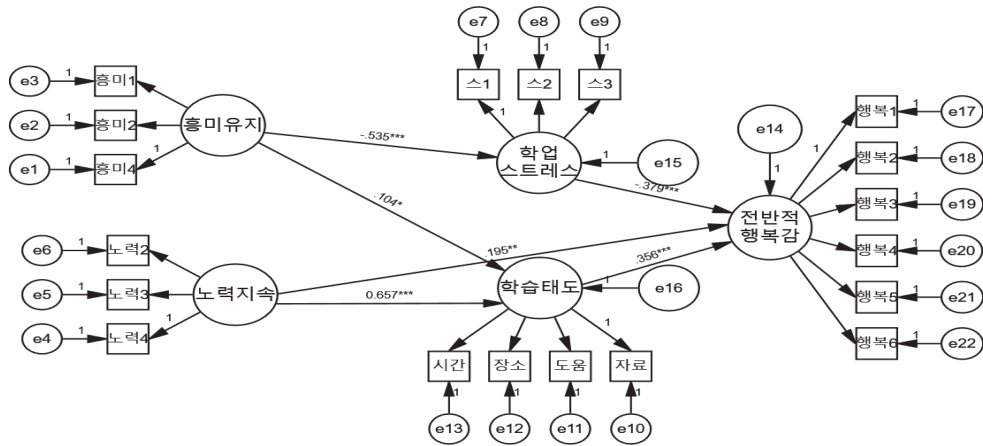 e7
e8
e9
1
1
1
e3
1
흥미1
스1
스2
스3
e2
1
흥미2
흥미유지
1
e14
행복1
1
e17
e1
1
흥미4
1
-.535***
학업
스트레스
1
e15
1
1
행복2
1
e18
-.379***
전반적
행복감
행복3
1
e19
.104*
e6
1
노력2
.195**
.356***
행복4
1
e20
e5
1
노력3
노력지속
0.657***
학습태도
1
e16
행복5
1
e21
e4
1
노력4
1
1
행복6
1
e22
시간
장소
도움
자료
1
1
1
1
e13
e12
e11
e10